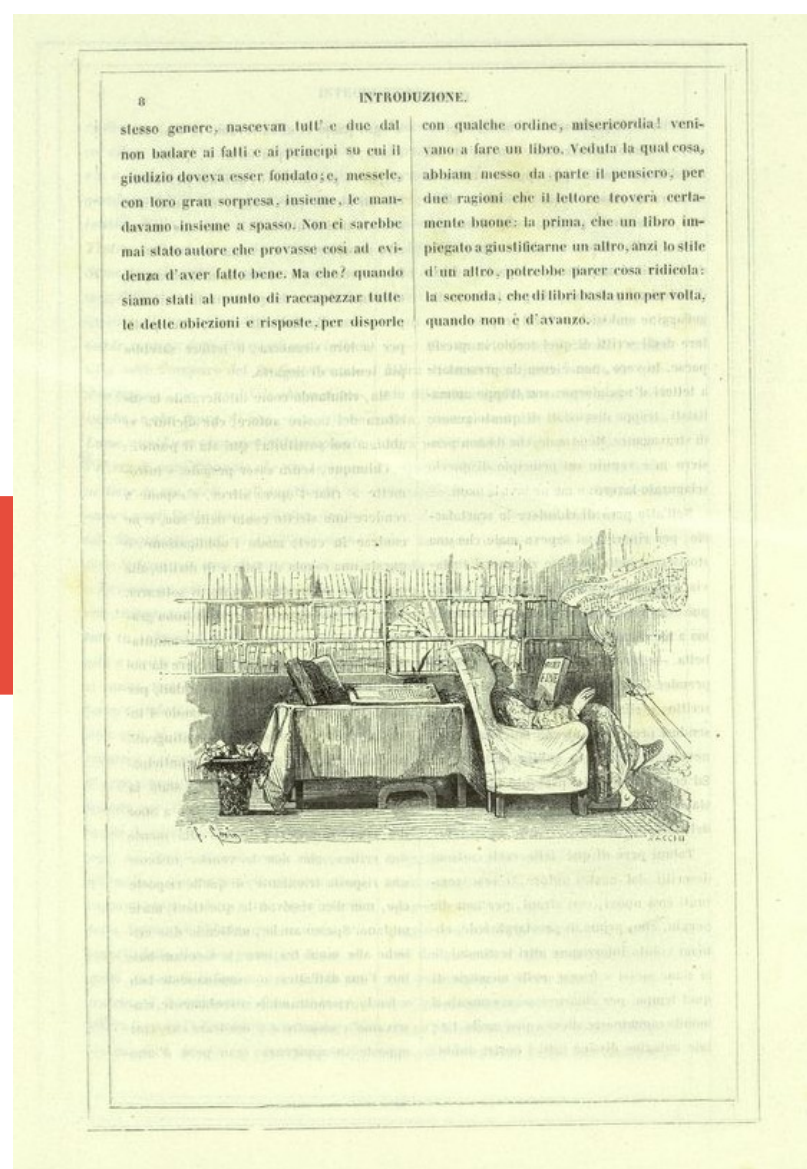 8
INTRODUZIONE.
stesso genere, nascevan tutt' e due dal
non badare ai fatti e ai principi su cui il
giudizio doveva esser fondato; e, messele,
con loro gran sorpresa, insieme, le man-
davamo insieme a spasso. Non ci sarebbe
mai stato autore che provasse così ad evi-
denza d'aver fatto bene. Ma che? quando
siamo stati al punto di raccapezzar tutte
le dette obiezioni e risposte, per disporle
con qualche ordine, misericordia! veni-
vano a fare un libro. Veduta la qual cosa,
abbiam messo da parte il pensiero, per
due ragioni che il lettore troverà certa-
mente buone: la prima, che un libro im-
piegato a giustificarne un altro, anzi lo stile
d'un altro, potrebbe parer cosa ridicola:
la seconda, che di libri basta uno per volta,
quando non è d'avanzo.